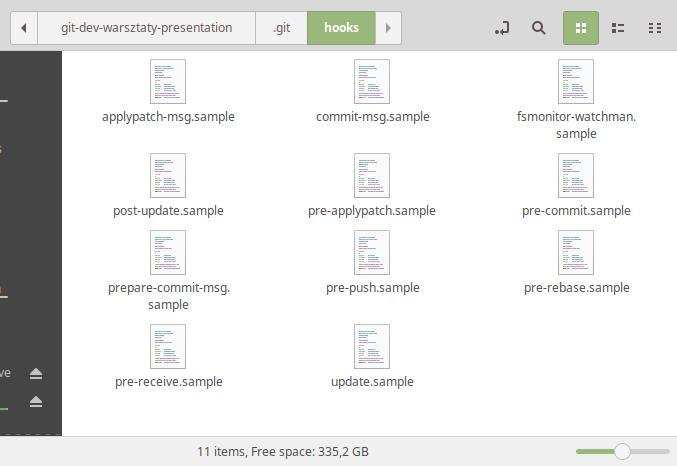 git-dev-warsztaty-presentation .git hooks
applypatch-msg.sample commit-msg.sample fsmonitor-watchman.
sample
post-update.sample pre-applypatch.sample pre-commit.sample
prepare-commit-msg. pre-push.sample pre-rebase.sample
sample
pre-receive.sample update.sample
ve
11 items, Free space: 335,2 GB